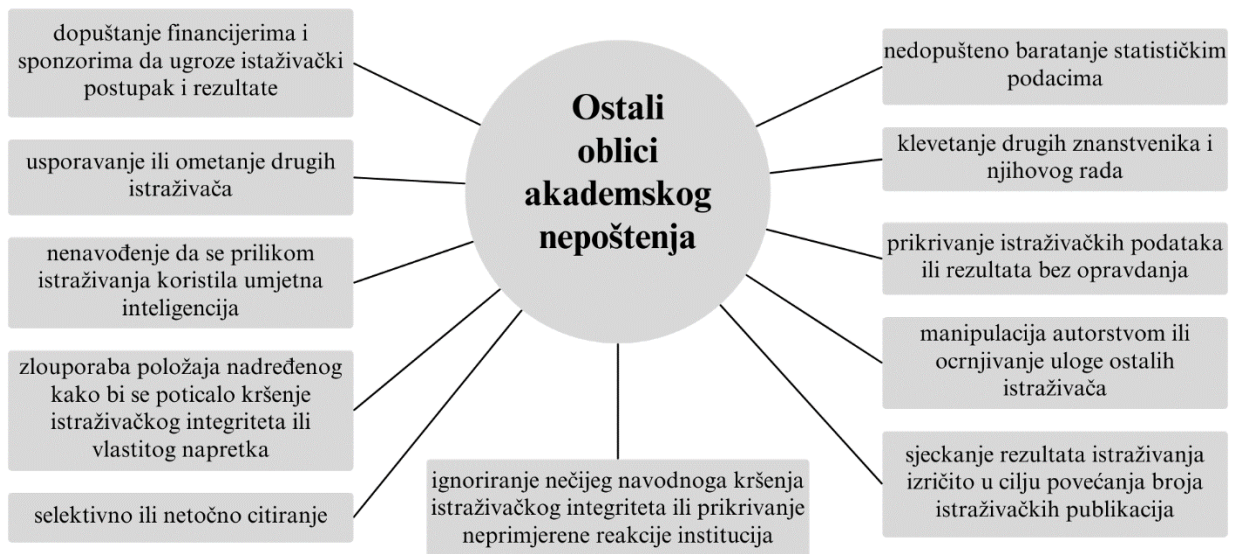 Ostali
oblici
akademskog
nepoštenja
dopuštanje financijerima i
sponzorima da ugroze istaživački
postupak i rezultate
usporavanje ili ometanje drugih
istraživača
nenavođenje da se prilikom
istraživanja koristila umjetna
inteligencija
zlouporaba položaja nadređenog
kako bi se poticalo kršenje
istraživačkog integriteta ili
vlastitog napretka
selektivno ili netočno citiranje
ignoriranje nečijeg navodnoga kršenja
istraživačkog integriteta ili prikrivanje
neprimjerene reakcije institucija
nedopušteno baratanje statističkim
podacima
klevetanje drugih znanstvenika i
njihovog rada
prikrivanje istraživačkih podataka
ili rezultata bez opravdanja
manipulacija autorstvom ili
ocrnjivanje uloge ostalih
istraživača
sjeckanje rezultata istraživanja
izričito u cilju povećanja broja
istraživačkih publikacija